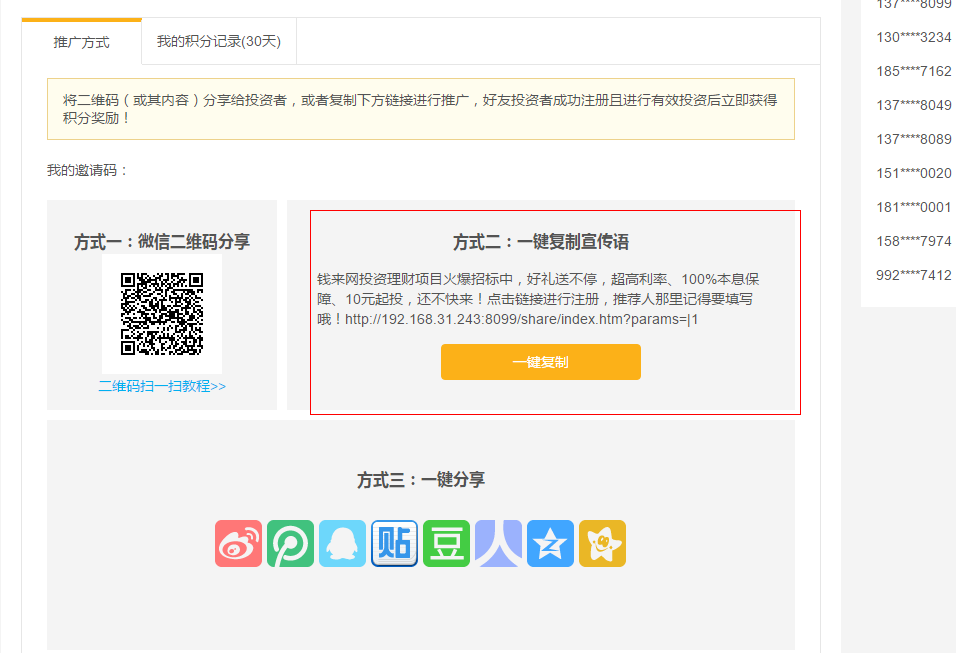 推广方式
我的积分记录(30天)
将二维码（或其内容）分享给投资者，或者复制下方链接进行推广，好友投资者成功注册且进行有效投资后立即获得
积分奖励！
我的邀请码：
方式一：微信二维码分享
二维码扫一扫教程>>
方式二：一键复制宣传语
钱来网投资理财项目火爆招标中，好礼送不停，超高利率、100%本息保
障、10元起投，还不快来！点击链接进行注册，推荐人那里记得要填写
哦！http://192.168.31.243:8099/share/index.htm?params=|1
一键复制
方式三：一键分享
贴
豆
人
137****8099
130****3234
185****7162
137****8049
137****8089
151****0020
181****0001
158****7974
992****7412